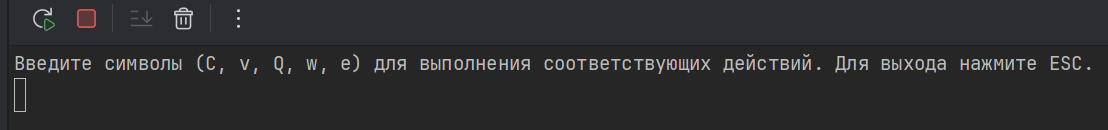 Введите символы (C, v, Q, w, e) для выполнения соответствующих действий. Для выхода нажмите ESC.